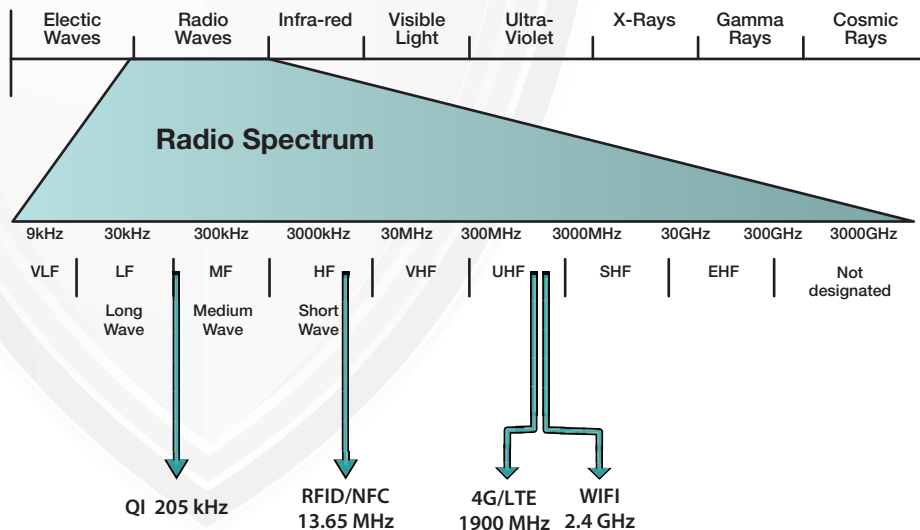 Electic Waves
Radio Waves
Infra-red
Visible Light
Ultra-Violet
X-Rays
Gamma Rays
Cosmic Rays
Radio Spectrum
9kHz 30kHz 300kHz 3000kHz 30MHz 300MHz 3000MHz 30GHz 300GHz 3000GHz
VLF LF MF HF VHF UHF SHF EHF Not designated
Long Wave
Medium Wave
Short Wave
QI 205 kHz
RFID/NFC
13.65 MHz
4G/LTE
1900 MHz
WIFI
2.4 GHz